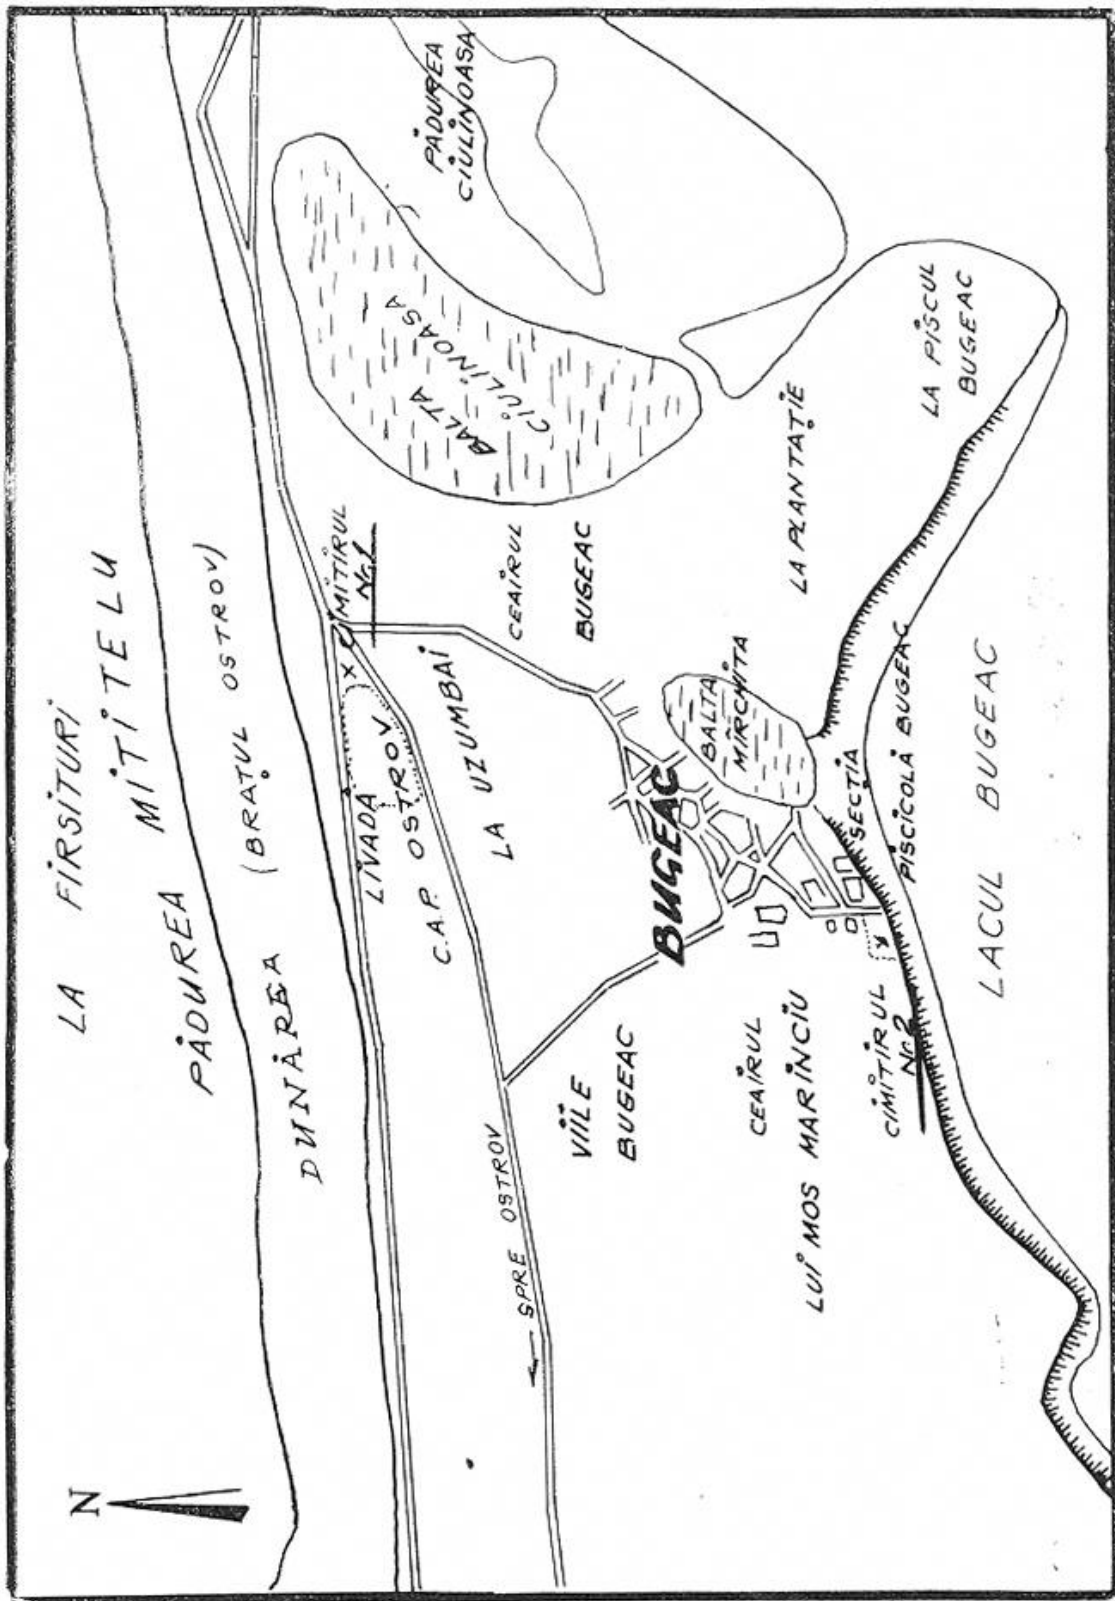 N
LA FIRSITURI
PĂDUREA MITITELU
DUNĂREA (BRAȚUL OSTROV)
MITIRUL
Nr.1
LIVADA
C.A.P. OSTROV
LA UZUMBAI
← SPRE OSTROV
PĂDUREA
CIULINOASA
BALTA
CIULINOASA
CEAIRUL
BUGEAC
VIILE
BUGEAC
BUGEAC
BALTA
MIRCHITA
LA PLANTAȚIE
LA PISCUL
BUGEAC
CEAIRUL
LUI MOS MARINCIU
CIMITIRUL
Nr.2
SECȚIA
PISCICOLĂ BUGEAC
LACUL BUGEAC